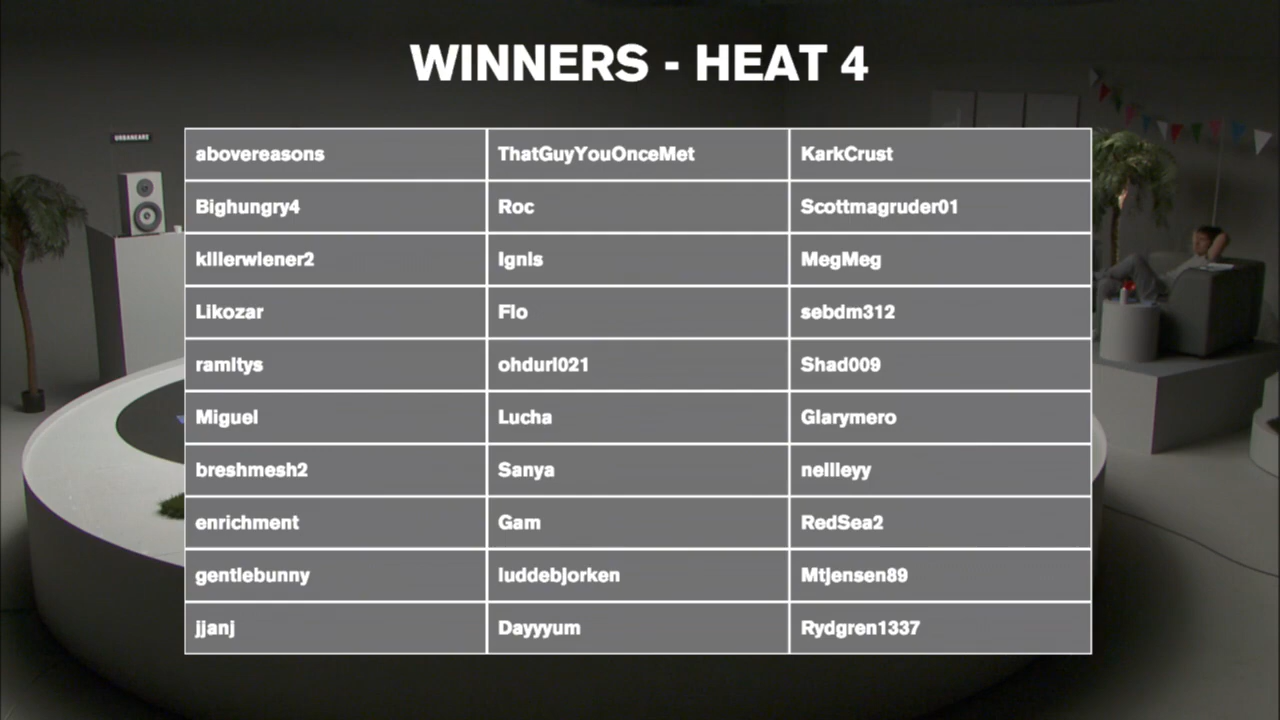 WINNERS - HEAT 4
URBANEARS
abovereasons ThatGuyYouOnceMet KarkCrust
Bighungry4 Roc Scottmagruder01
killerwiener2 Ignis MegMeg
Likozar Flo sebdm312
ramitys ohduri021 Shad009
Miguel Lucha Glarymero
breshmesh2 Sanya nellleyy
enrichment Gam RedSea2
gentlebunny luddebjorken Mtjensen89
jjanj Dayyyum Rydgren1337